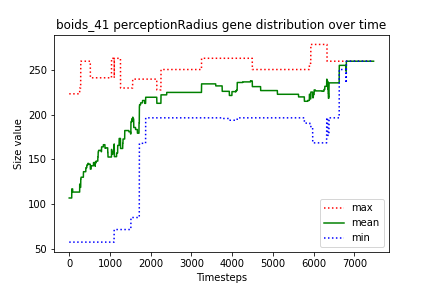 boids_41 perceptionRadius gene distribution over time
Size value
250
200
150
100
50
0
1000
2000
3000
4000
5000
6000
7000
Timesteps
max
mean
min